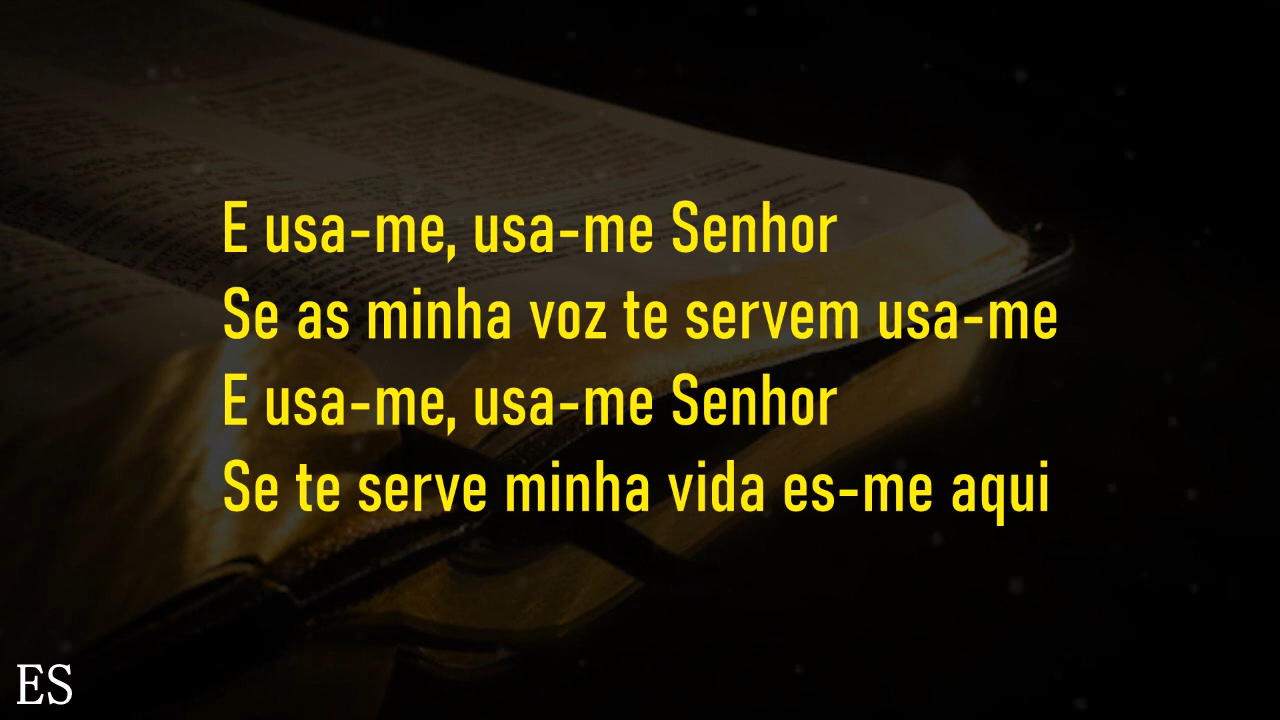 E usa-me, usa-me Senhor
Se as minha voz te servem usa-me
E usa-me, usa-me Senhor
Se te serve minha vida es-me aqui
ES